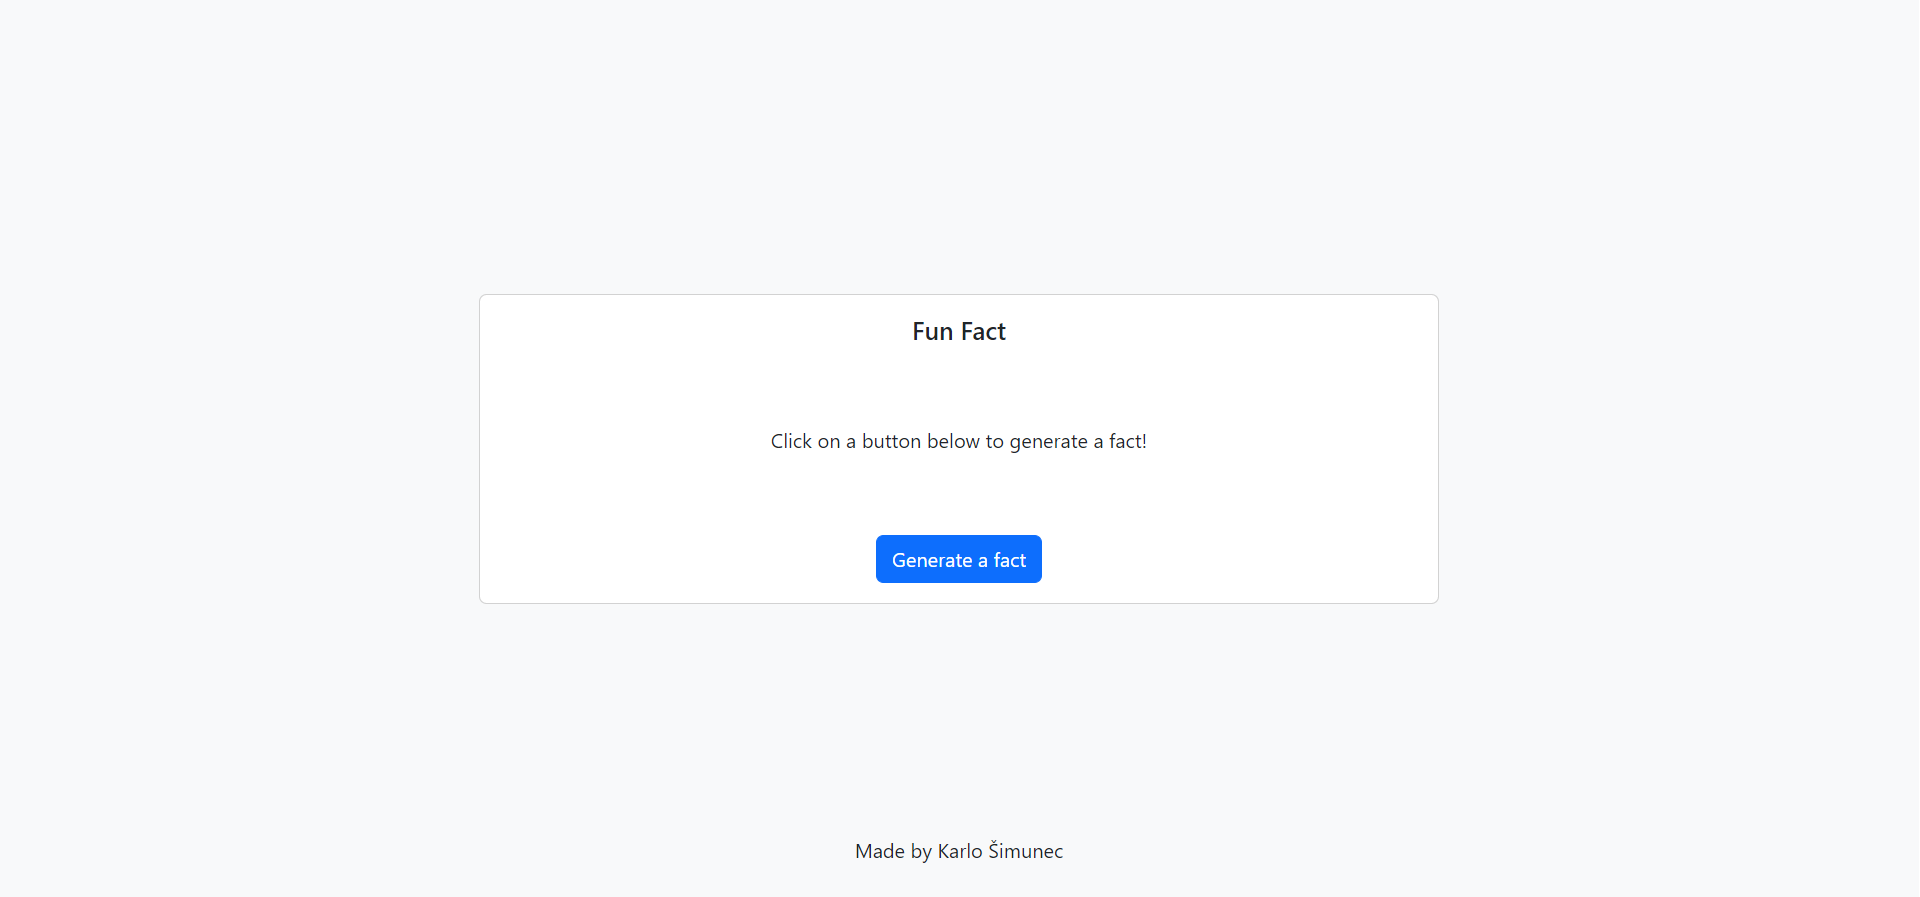 Fun Fact
Click on a button below to generate a fact!
Generate a fact
Made by Karlo Šimunec